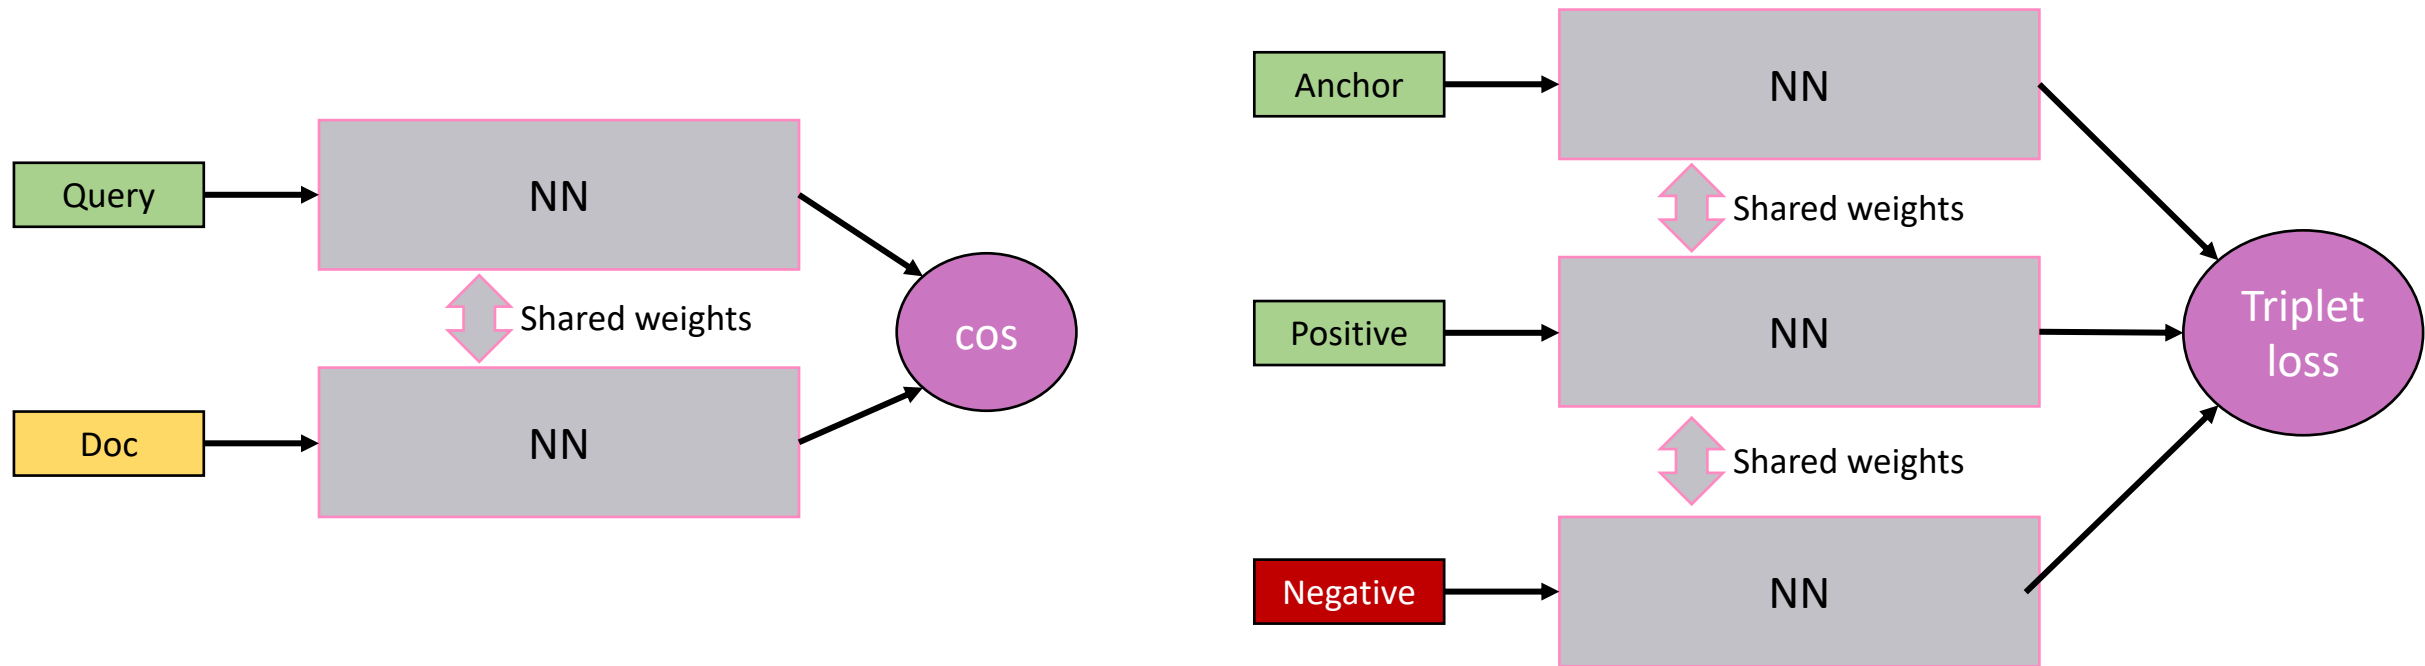 Query
NN
Shared weights
cos
Doc
NN
Anchor
NN
Shared weights
Positive
NN
Triplet
loss
Shared weights
Negative
NN